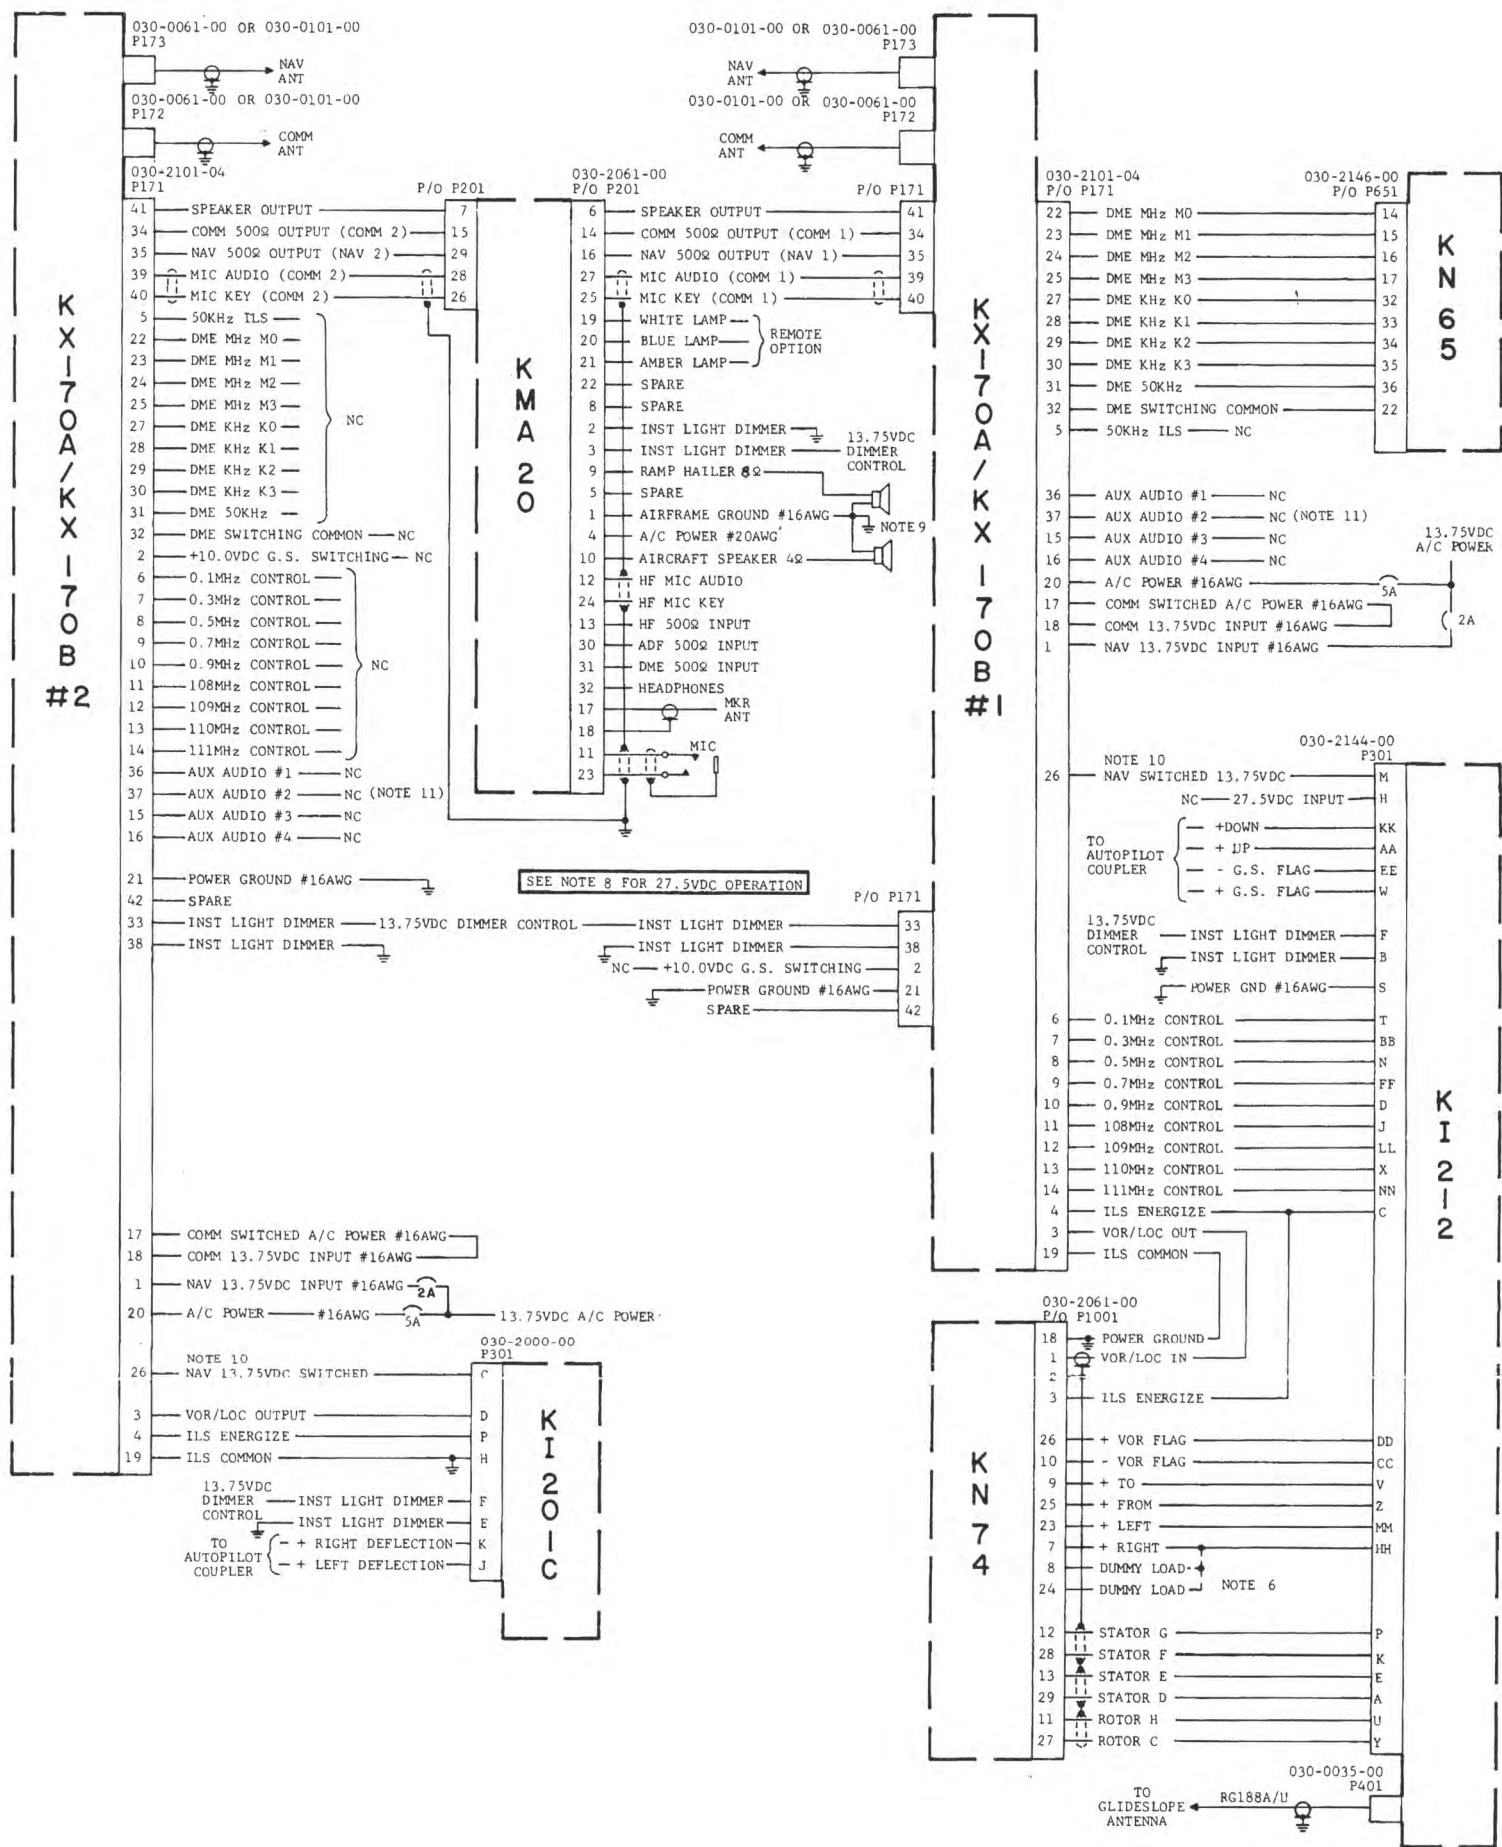 030-0061-00 OR 030-0101-00
P173
NAV
ANT
030-0061-00 OR 030-0101-00
P172
COMM
ANT
030-2101-04
P171
P/O P201
41 SPEAKER OUTPUT 7
34 COMM 500Ω OUTPUT (COMM 2) 15
35 NAV 500Ω OUTPUT (NAV 2) 29
39 MIC AUDIO (COMM 2) 28
40 MIC KEY (COMM 2) 26
5 50KHz ILS
22 DME MHz M0
23 DME MHz M1
24 DME MHz M2
25 DME MHz M3
27 DME KHz K0
28 DME KHz K1
29 DME KHz K2
30 DME KHz K3
31 DME 50KHz
NC
32 DME SWITCHING COMMON NC
2 +10.0VDC G.S. SWITCHING NC
6 0.1MHz CONTROL
7 0.3MHz CONTROL
8 0.5MHz CONTROL
9 0.7MHz CONTROL
10 0.9MHz CONTROL
11 108MHz CONTROL
12 109MHz CONTROL
13 110MHz CONTROL
14 111MHz CONTROL
NC
36 AUX AUDIO #1 NC
37 AUX AUDIO #2 NC (NOTE 11)
15 AUX AUDIO #3 NC
16 AUX AUDIO #4 NC
21 POWER GROUND #16AWG
42 SPARE
33 INST LIGHT DIMMER 13.75VDC DIMMER CONTROL INST LIGHT DIMMER 33
38 INST LIGHT DIMMER
KX170A/KX170B
#2
17 COMM SWITCHED A/C POWER #16AWG
18 COMM 13.75VDC INPUT #16AWG
1 NAV 13.75VDC INPUT #16AWG 2A
20 A/C POWER #16AWG 5A 13.75VDC A/C POWER
030-2000-00
P301
NOTE 10
26 NAV 13.75VDC SWITCHED C
3 VOR/LOC OUTPUT D
4 ILS ENERGIZE P
19 ILS COMMON H
13.75VDC
DIMMER
CONTROL
INST LIGHT DIMMER F
INST LIGHT DIMMER E
TO
AUTOPILOT
COUPLER
+ RIGHT DEFLECTION K
+ LEFT DEFLECTION J
KI201C
KMA20
030-2061-00
P/O P201
P/O P171
6 SPEAKER OUTPUT 41
14 COMM 500Ω OUTPUT (COMM 1) 34
16 NAV 500Ω OUTPUT (NAV 1) 35
27 MIC AUDIO (COMM 1) 39
25 MIC KEY (COMM 1) 40
19 WHITE LAMP
20 BLUE LAMP
21 AMBER LAMP
REMOTE
OPTION
22 SPARE
8 SPARE
2 INST LIGHT DIMMER
3 INST LIGHT DIMMER
13.75VDC
DIMMER
CONTROL
9 RAMP HAILER 8Ω
5 SPARE
1 AIRFRAME GROUND #16AWG
NOTE 9
4 A/C POWER #20AWG
10 AIRCRAFT SPEAKER 4Ω
12 HF MIC AUDIO
24 HF MIC KEY
13 HF 500Ω INPUT
30 ADF 500Ω INPUT
31 DME 500Ω INPUT
32 HEADPHONES
17 MKR
18 ANT
11 MIC
23
SEE NOTE 8 FOR 27.5VDC OPERATION
P/O P171
INST LIGHT DIMMER 38
NC +10.0VDC G.S. SWITCHING 2
POWER GROUND #16AWG 21
SPARE 42
030-0101-00 OR 030-0061-00
P173
NAV
ANT
030-0101-00 OR 030-0061-00
P172
COMM
ANT
KX170A/KX170B
#1
030-2101-04
P/O P171
030-2146-00
P/O P651
22 DME MHz M0 14
23 DME MHz M1 15
24 DME MHz M2 16
25 DME MHz M3 17
27 DME KHz K0 32
28 DME KHz K1 33
29 DME KHz K2 34
30 DME KHz K3 35
31 DME 50KHz 36
32 DME SWITCHING COMMON 22
5 50KHz ILS NC
KN65
36 AUX AUDIO #1 NC
37 AUX AUDIO #2 NC (NOTE 11)
15 AUX AUDIO #3 NC
16 AUX AUDIO #4 NC
13.75VDC
A/C POWER
20 A/C POWER #16AWG 5A
17 COMM SWITCHED A/C POWER #16AWG
18 COMM 13.75VDC INPUT #16AWG 2A
1 NAV 13.75VDC INPUT #16AWG
030-2144-00
P301
NOTE 10
26 NAV SWITCHED 13.75VDC M
NC 27.5VDC INPUT H
TO
AUTOPILOT
COUPLER
+DOWN KK
+ UP AA
- G.S. FLAG EE
+ G.S. FLAG W
13.75VDC
DIMMER
CONTROL
INST LIGHT DIMMER F
INST LIGHT DIMMER B
POWER GND #16AWG S
6 0.1MHz CONTROL T
7 0.3MHz CONTROL BB
8 0.5MHz CONTROL N
9 0.7MHz CONTROL FF
10 0.9MHz CONTROL D
11 108MHz CONTROL J
12 109MHz CONTROL LL
13 110MHz CONTROL X
14 111MHz CONTROL NN
4 ILS ENERGIZE C
3 VOR/LOC OUT
19 ILS COMMON
KI212
030-2061-00
P/O P1001
18 POWER GROUND
1 VOR/LOC IN
2
3 ILS ENERGIZE
26 + VOR FLAG DD
10 - VOR FLAG CC
9 + TO V
25 + FROM Z
23 + LEFT MM
7 + RIGHT HH
8 DUMMY LOAD
24 DUMMY LOAD NOTE 6
12 STATOR G P
28 STATOR F K
13 STATOR E E
29 STATOR D A
11 ROTOR H U
27 ROTOR C Y
KN74
030-0035-00
P401
TO
GLIDESLOPE
ANTENNA
RG188A/U